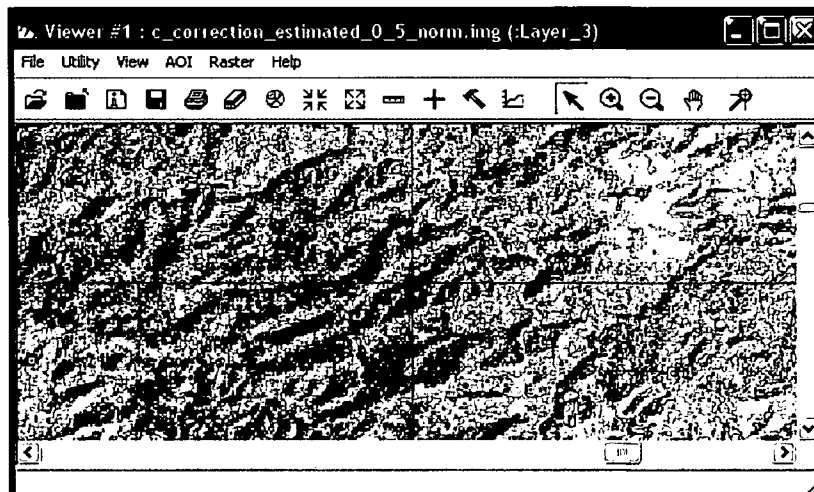 Viewer #1 : c_correction_estimated_0_5_norm.img (:Layer_3)
File Utility View AOI Raster Help